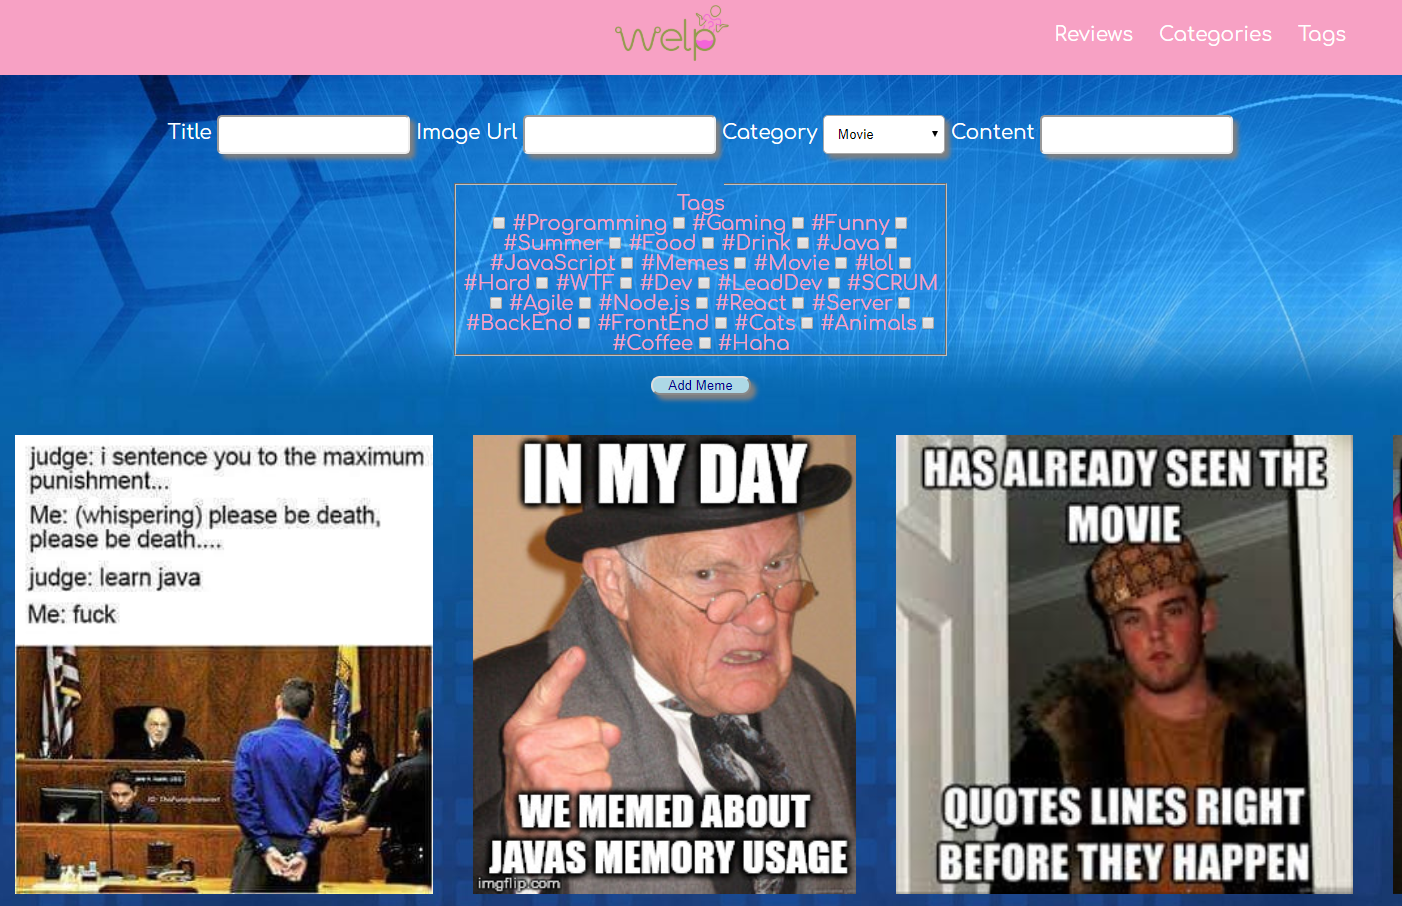 welp
Reviews Categories Tags
Title Image Url Category Movie Content
Tags
#Programming #Gaming #Funny
#Summer #Food #Drink #Java
#JavaScript #Memes #Movie #lol
#Hard #WTF #Dev #LeadDev #SCRUM
#Agile #Node.js #React #Server
#BackEnd #FrontEnd #Cats #Animals
#Coffee #Haha
Add Meme
judge: i sentence you to the maximum
punishment...
Me: (whispering) please be death,
please be death....
judge: learn java
Me: fuck
IN MY DAY
WE MEMED ABOUT
JAVAS MEMORY USAGE
imgflip.com
HAS ALREADY SEEN THE
MOVIE
QUOTES LINES RIGHT
BEFORE THEY HAPPEN